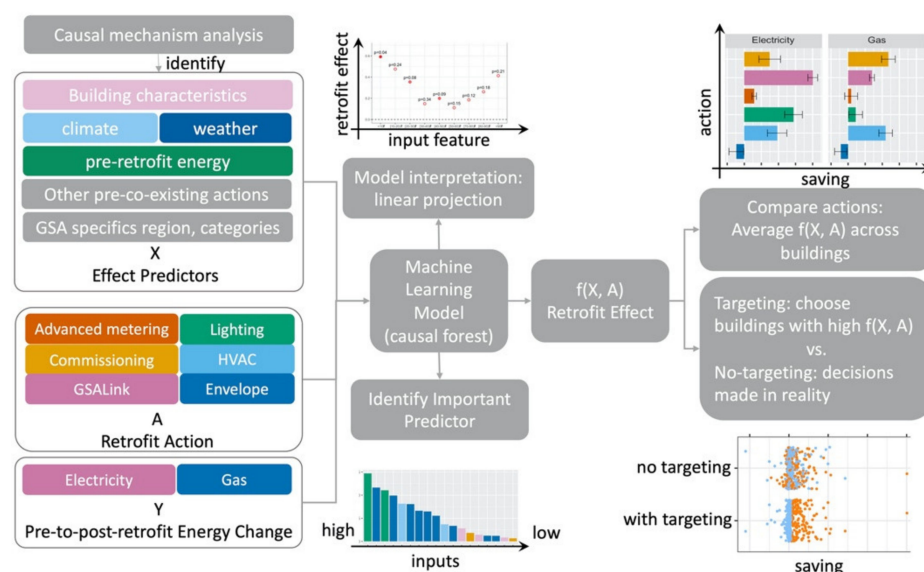 Causal mechanism analysis
identify
Building characteristics
climate
weather
pre-retrofit energy
Other pre-co-existing actions
GSA specifics region, categories
X
Effect Predictors
Advanced metering
Lighting
Commissioning
HVAC
GSALink
Envelope
A
Retrofit Action
Electricity
Gas
Y
Pre-to-post-retrofit Energy Change
retrofit effect
p=0.04
p=0.24
input feature
Model interpretation:
linear projection
Machine
Learning
Model
(causal forest)
Identify Important
Predictor
high
low
inputs
f(X, A)
Retrofit Effect
Electricity
Gas
action
saving
Compare actions:
Average f(X, A) across
buildings
Targeting: choose
buildings with high f(X, A)
vs.
No-targeting: decisions
made in reality
no targeting
with targeting
saving